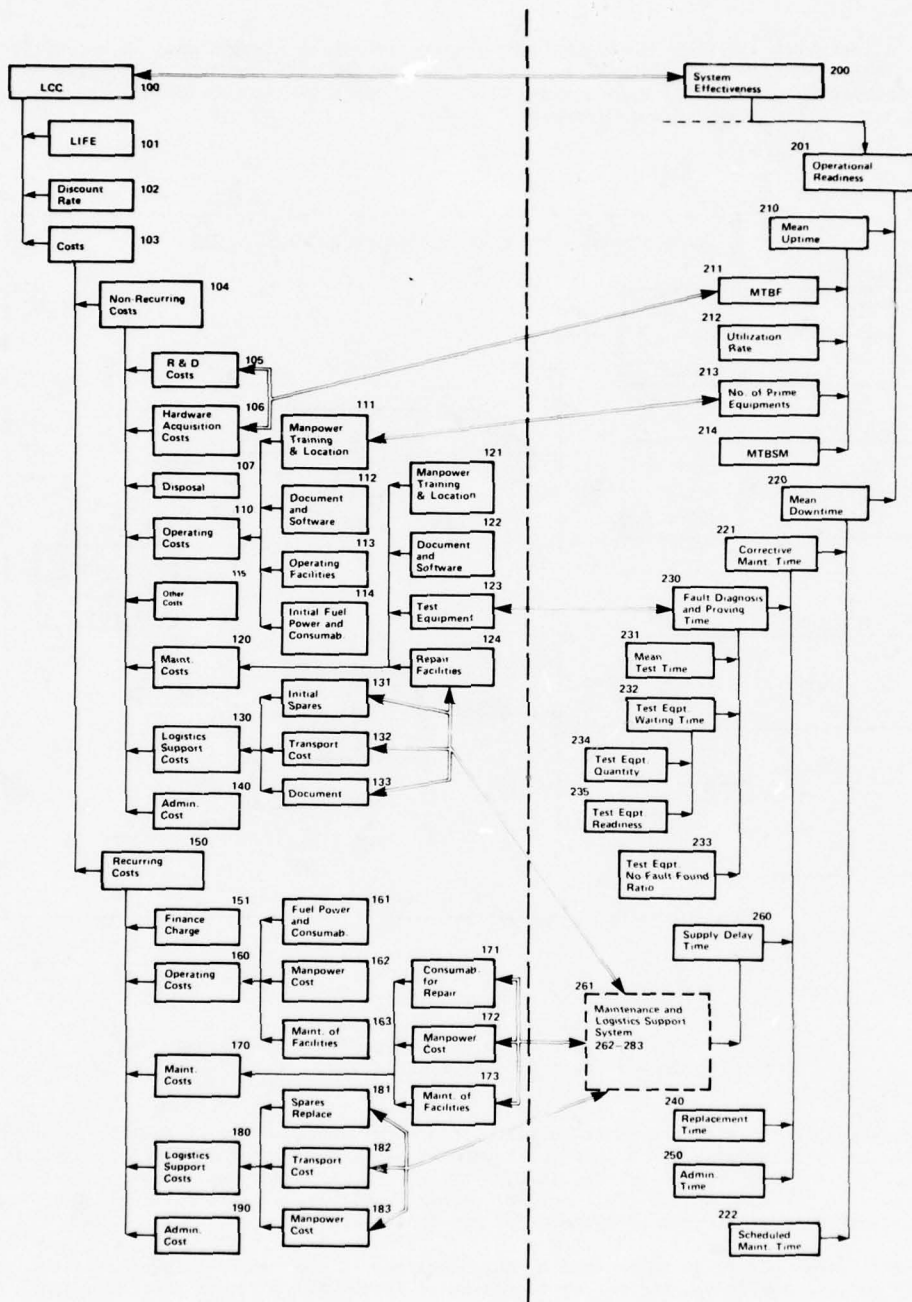 LCC
100
LIFE
101
Discount
Rate
102
Costs
103
Non-Recurring
Costs
104
R & D
Costs
105
Hardware
Acquisition
Costs
106
Disposal
107
Operating
Costs
110
Manpower
Training
& Location
111
Document
and
Software
112
Operating
Facilities
113
Initial Fuel
Power and
Consumab.
114
Other
Costs
115
Maint.
Costs
120
Manpower
Training
& Location
121
Document
and
Software
122
Test
Equipment
123
Repair
Facilities
124
Logistics
Support
Costs
130
Initial
Spares
131
Transport
Cost
132
Document
133
Admin.
Cost
140
Recurring
Costs
150
Finance
Charge
151
Operating
Costs
160
Fuel Power
and
Consumab.
161
Manpower
Cost
162
Maint. of
Facilities
163
Maint.
Costs
170
Consumab.
for
Repair
171
Manpower
Cost
172
Maint. of
Facilities
173
Logistics
Support
Costs
180
Spares
Replace
181
Transport
Cost
182
Manpower
Cost
183
Admin.
Cost
190
System
Effectiveness
200
201
Operational
Readiness
210
Mean
Uptime
211
MTBF
212
Utilization
Rate
213
No. of Prime
Equipments
214
MTBSM
220
Mean
Downtime
221
Corrective
Maint. Time
230
Fault Diagnosis
and Proving
Time
231
Mean
Test Time
232
Test Eqpt.
Waiting Time
234
Test Eqpt.
Quantity
235
Test Eqpt.
Readiness
233
Test Eqpt.
No Fault Found
Ratio
260
Supply Delay
Time
261
Maintenance and
Logistics Support
System
262-283
240
Replacement
Time
250
Admin.
Time
222
Scheduled
Maint. Time